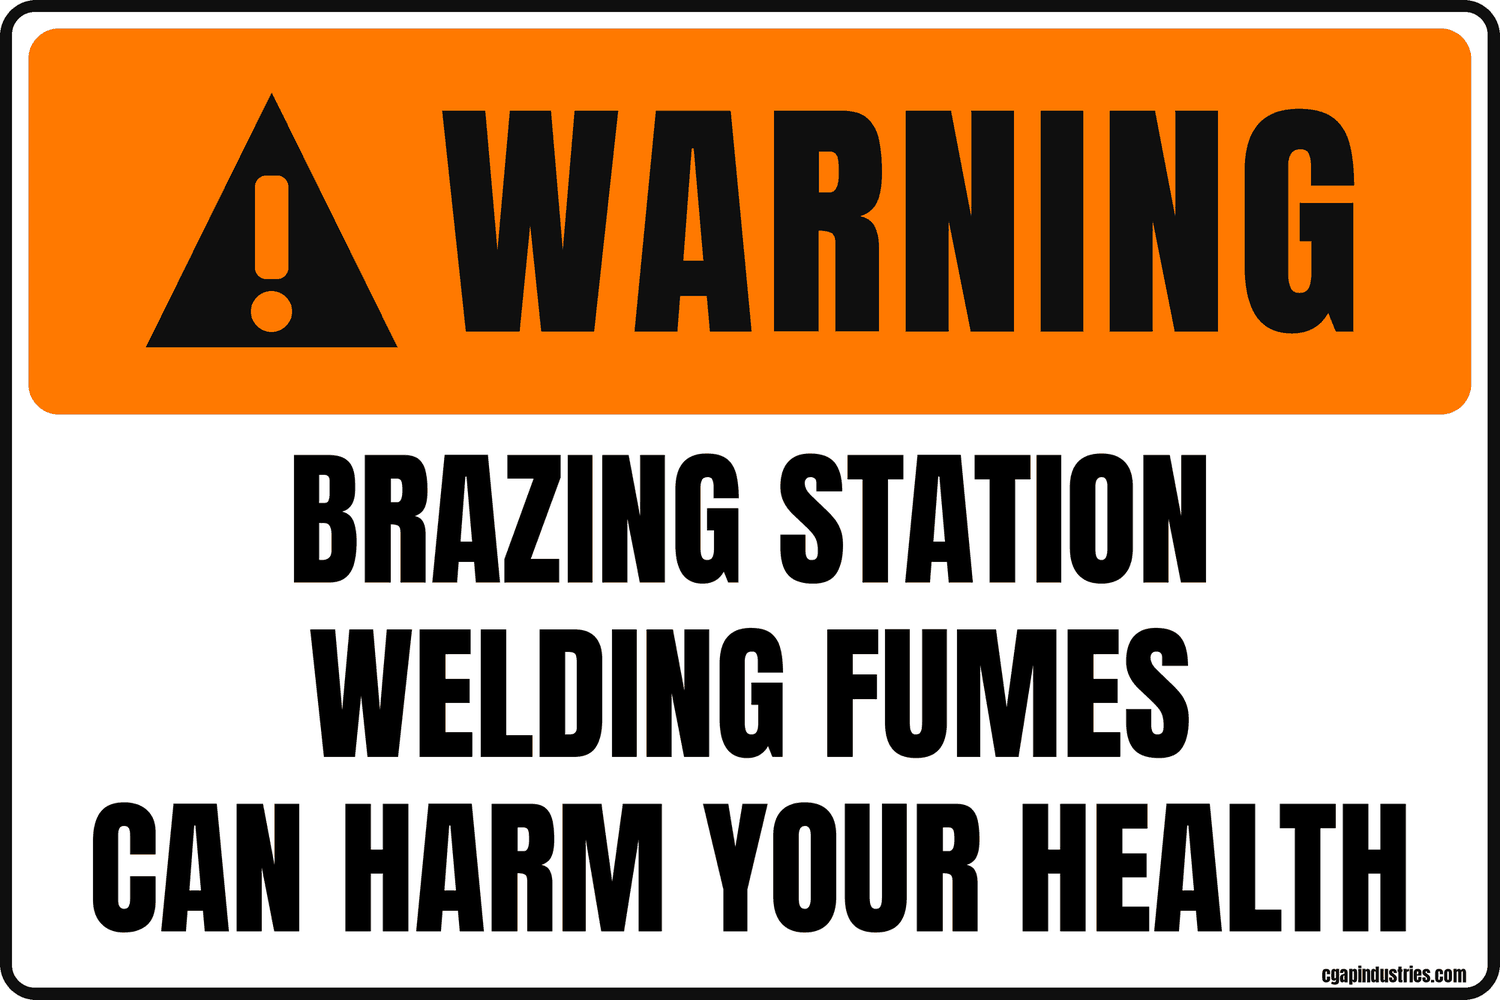 WARNING
BRAZING STATION
WELDING FUMES
CAN HARM YOUR HEALTH
cgapindustries.com